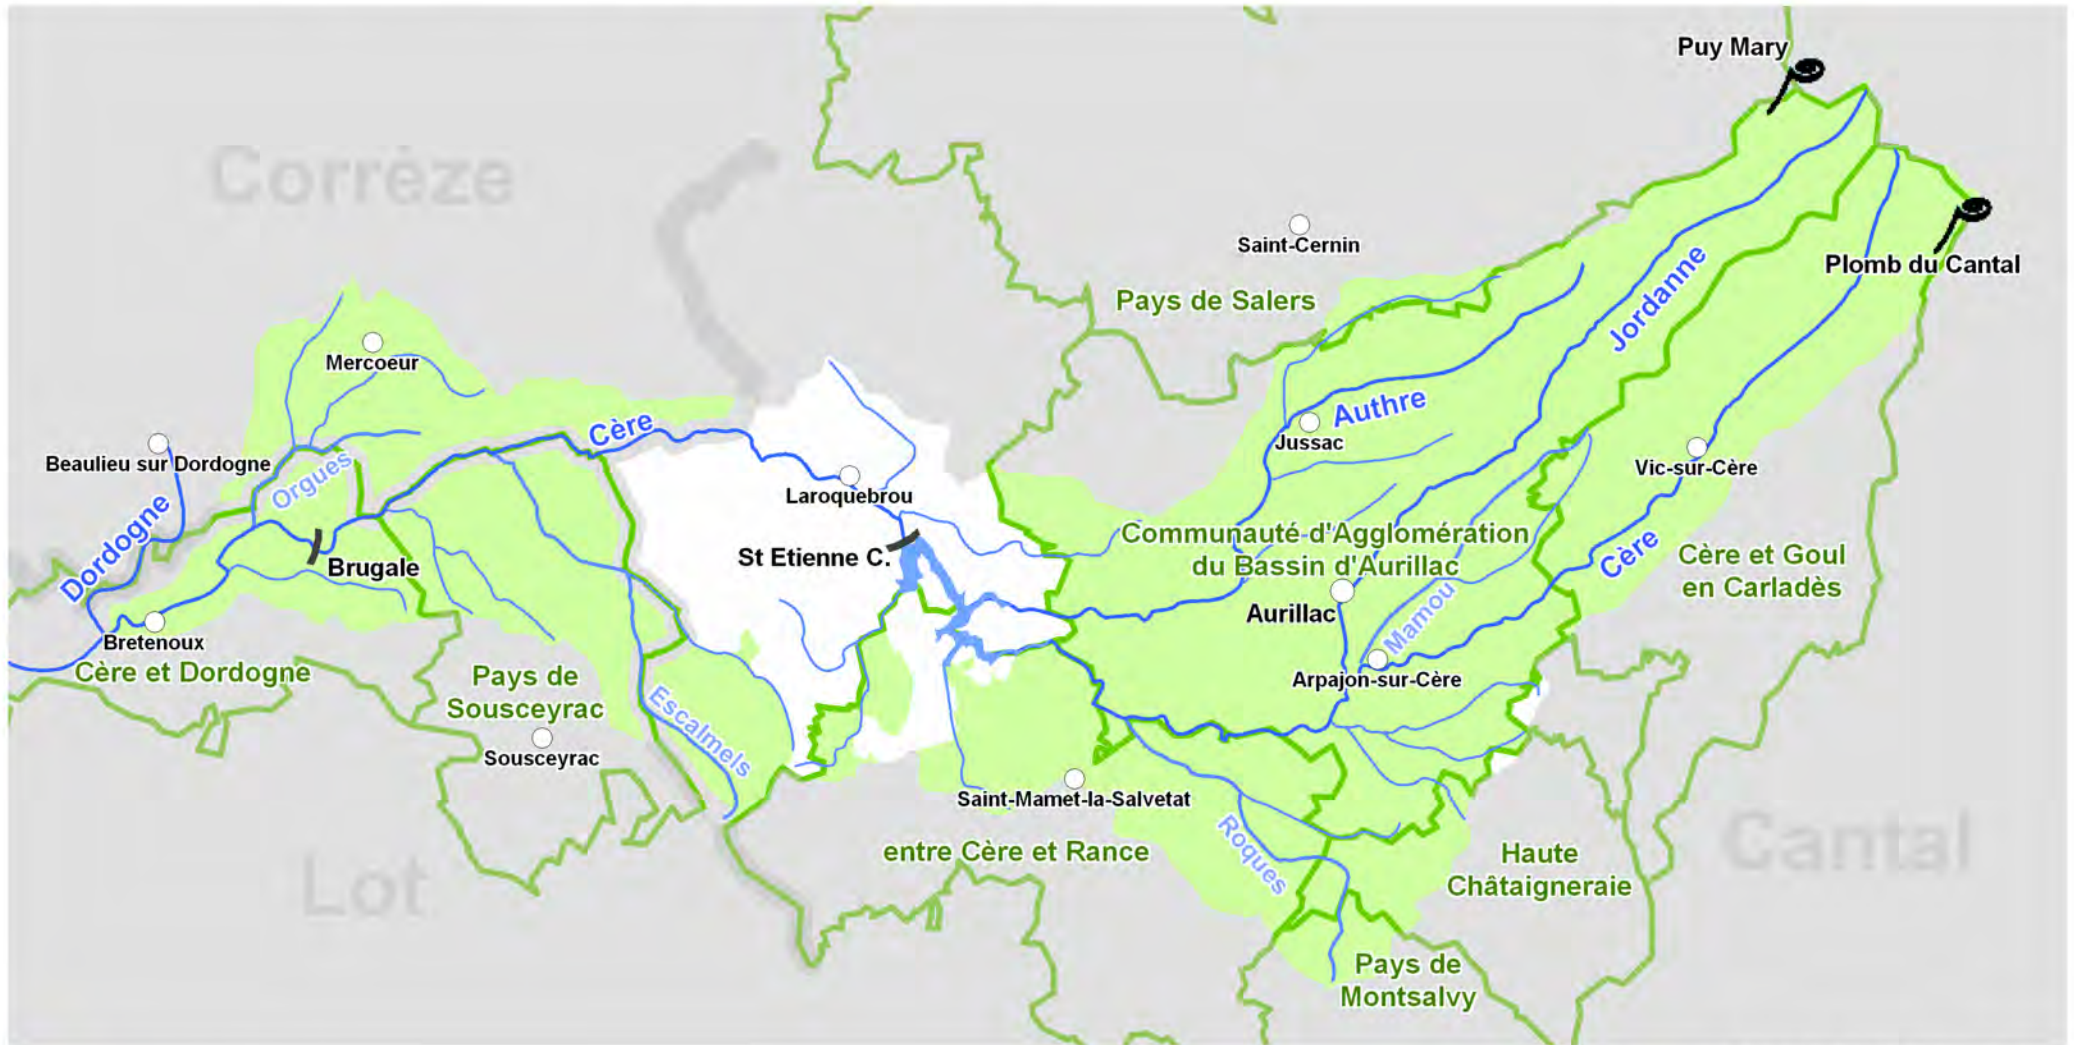 Puy Mary
Corrèze
Saint-Cernin
Plomb du Cantal
Pays de Salers
Jordanne
Mercoeur
Authre
Cère
Jussac
Beaulieu sur Dordogne
Orgues
Vic-sur-Cère
Laroquebrou
Dordogne
Communauté d'Agglomération
du Bassin d'Aurillac
St Etienne C.
Cère
Cère et Goul
en Carladès
Brugale
Aurillac
Mamou
Bretenoux
Cère et Dordogne
Arpajon-sur-Cère
Pays de
Sousceyrac
Escalmels
Sousceyrac
Saint-Mamet-la-Salvetat
entre Cère et Rance
Roques
Haute
Châtaigneraie
Cantal
Lot
Pays de
Montsalvy